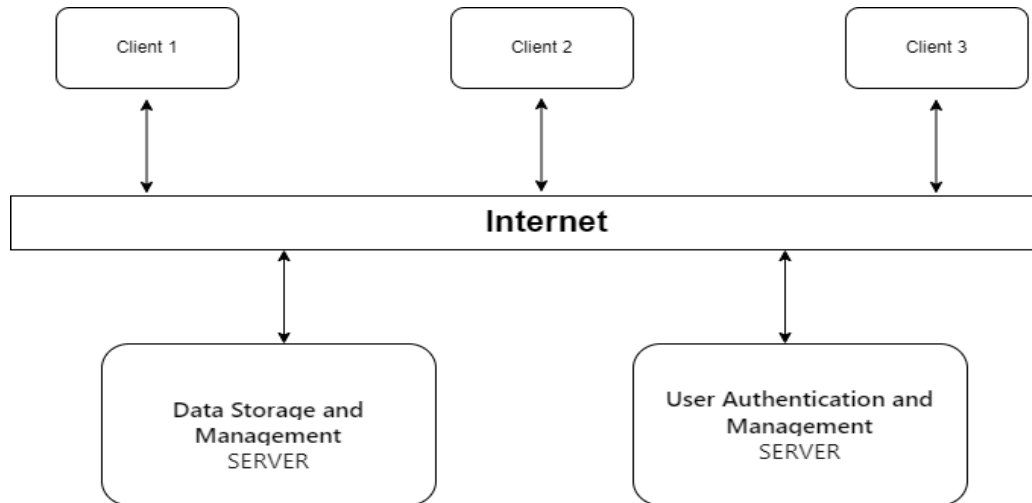 Client 1
Client 2
Client 3
Internet
Data Storage and
Management
SERVER
User Authentication and
Management
SERVER